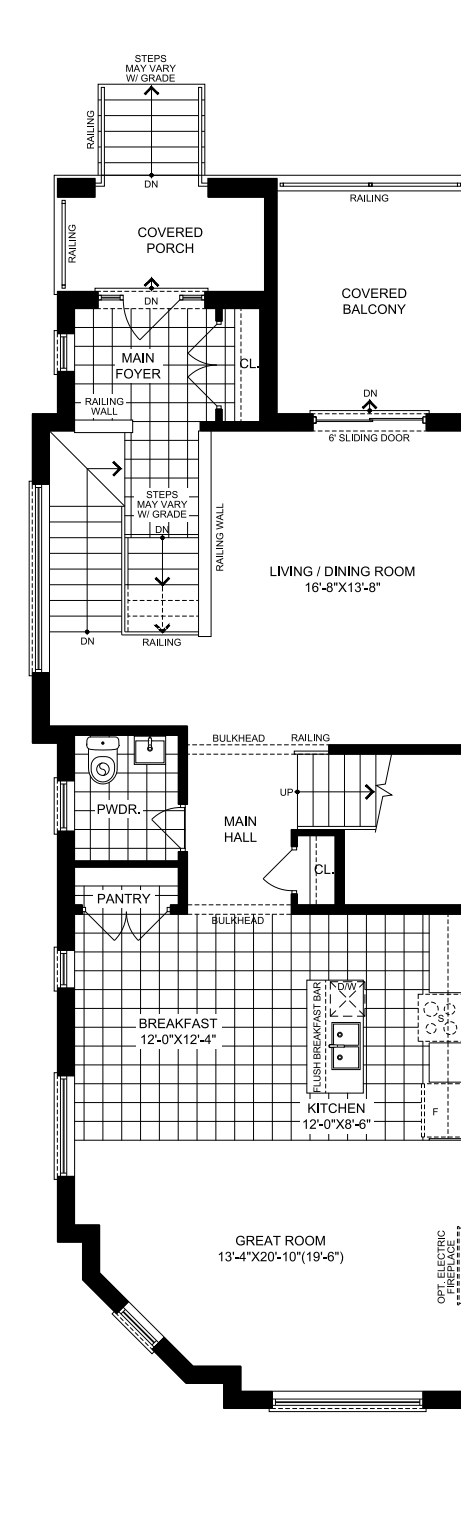 STEPS
MAY VARY
W/ GRADE
RAILING
DN
RAILING
RAILING
COVERED
PORCH
COVERED
BALCONY
DN
MAIN
FOYER
CL.
RAILING
WALL
DN
6' SLIDING DOOR
STEPS
MAY VARY
W/ GRADE
DN
RAILING WALL
LIVING / DINING ROOM
16'-8"X13'-8"
DN
RAILING
BULKHEAD
RAILING
UP
PWDR.
MAIN
HALL
CL.
PANTRY
BULKHEAD
D/W
FLUSH BREAKFAST BAR
S
BREAKFAST
12'-0"X12'-4"
KITCHEN
12'-0"X8'-6"
F
GREAT ROOM
13'-4"X20'-10"(19'-6")
OPT. ELECTRIC
FIREPLACE